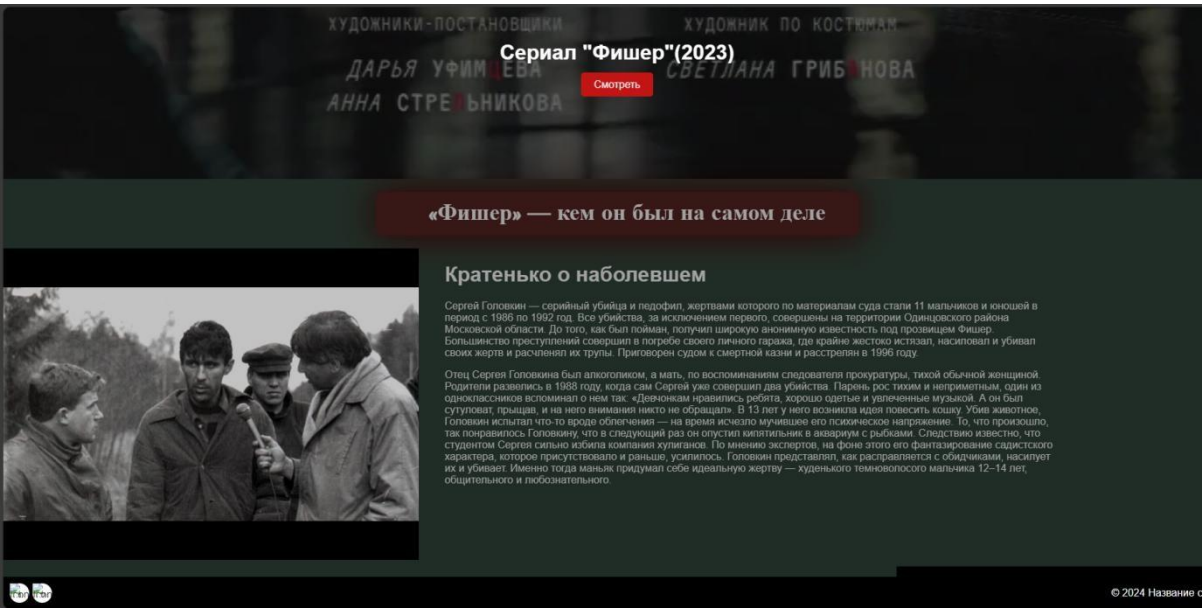 ХУДОЖНИКИ-ПОСТАНОВЩИКИ ХУДОЖНИК ПО КОСТЮМАМ
Сериал "Фишер"(2023)
ДАРЬЯ УФИМЦЕВА СВЕТЛАНА ГРИБАНОВА
Смотреть
АННА СТРЕЛЬНИКОВА
«Фишер» — кем он был на самом деле
Кратенько о наболевшем
Сергей Головкин — серийный убийца и педофил, жертвами которого по материалам суда стали 11 мальчиков и юношей в
период с 1986 по 1992 год. Все убийства, за исключением первого, совершены на территории Одинцовского района
Московской области. До того, как был пойман, получил широкую анонимную известность под прозвищем Фишер.
Большинство преступлений совершил в погребе своего личного гаража, где крайне жестоко истязал, насиловал и убивал
своих жертв и расчленял их трупы. Приговорен судом к смертной казни и расстрелян в 1996 году.
Отец Сергея Головкина был алкоголиком, а мать, по воспоминаниям следователя прокуратуры, тихой обычной женщиной.
Родители развелись в 1988 году, когда сам Сергей уже совершил два убийства. Парень рос тихим и неприметным, один из
одноклассников вспоминал о нем так: «Девчонкам нравились ребята, хорошо одетые и увлеченные музыкой. А он был
сутуловат, прыщав, и на него внимания никто не обращал». В 13 лет у него возникла идея повесить кошку. Убив животное,
Головкин испытал что-то вроде облегчения — на время исчезло мучившее его психическое напряжение. То, что произошло,
так понравилось Головкину, что в следующий раз он опустил кипятильник в аквариум с рыбками. Следствию известно, что
студентом Сергея сильно избила компания хулиганов. По мнению экспертов, на фоне этого его фантазирование садистского
характера, которое присутствовало и раньше, усилилось. Головкин представлял, как расправляется с обидчиками, насилует
их и убивает. Именно тогда маньяк придумал себе идеальную жертву — худенького темноволосого мальчика 12–14 лет,
общительного и любознательного.
© 2024 Название